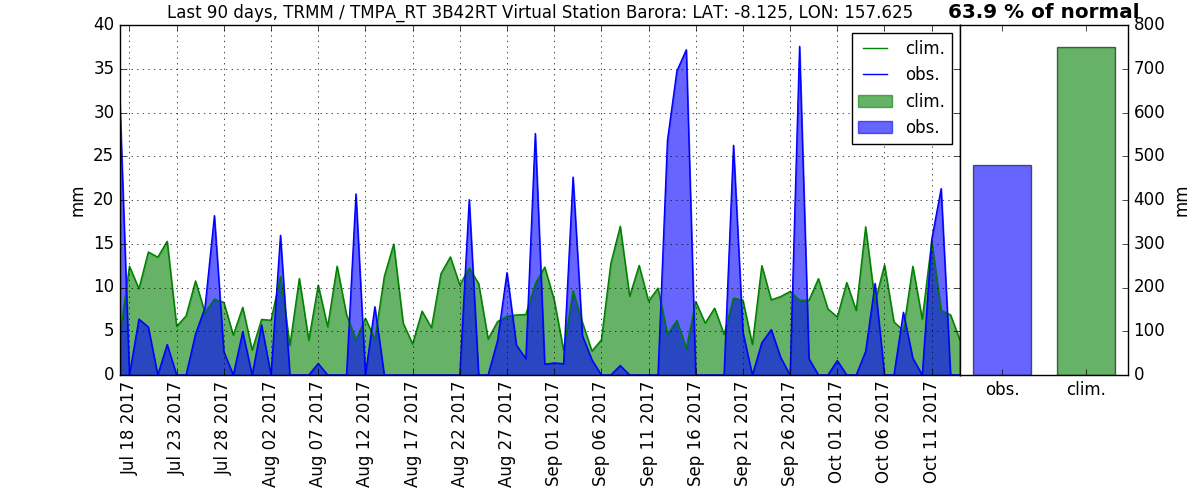 Last 90 days, TRMM / TMPA_RT 3B42RT Virtual Station Barora: LAT: -8.125, LON: 157.625
63.9 % of normal
40
35
30
25
20
15
10
5
0
mm
clim.
obs.
clim.
obs.
800
700
600
500
400
300
200
100
0
mm
Jul 18 2017
Jul 23 2017
Jul 28 2017
Aug 02 2017
Aug 07 2017
Aug 12 2017
Aug 17 2017
Aug 22 2017
Aug 27 2017
Sep 01 2017
Sep 06 2017
Sep 11 2017
Sep 16 2017
Sep 21 2017
Sep 26 2017
Oct 01 2017
Oct 06 2017
Oct 11 2017
obs.
clim.